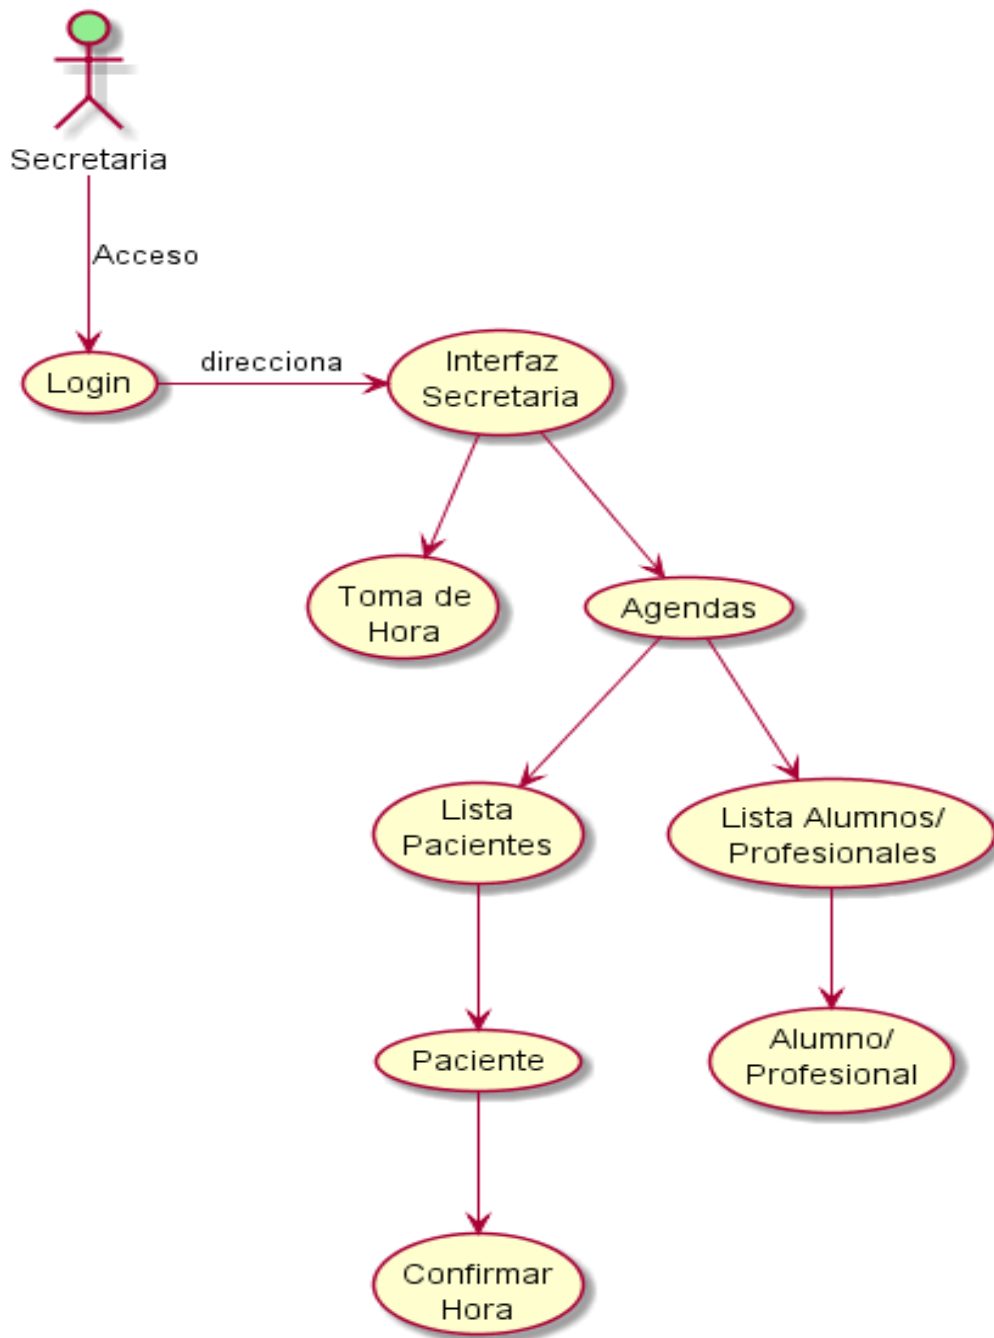 Secretaria
Acceso
Login
direcciona
Interfaz
Secretaria
Toma de
Hora
Agendas
Lista
Pacientes
Lista Alumnos/
Profesionales
Paciente
Alumno/
Profesional
Confirmar
Hora